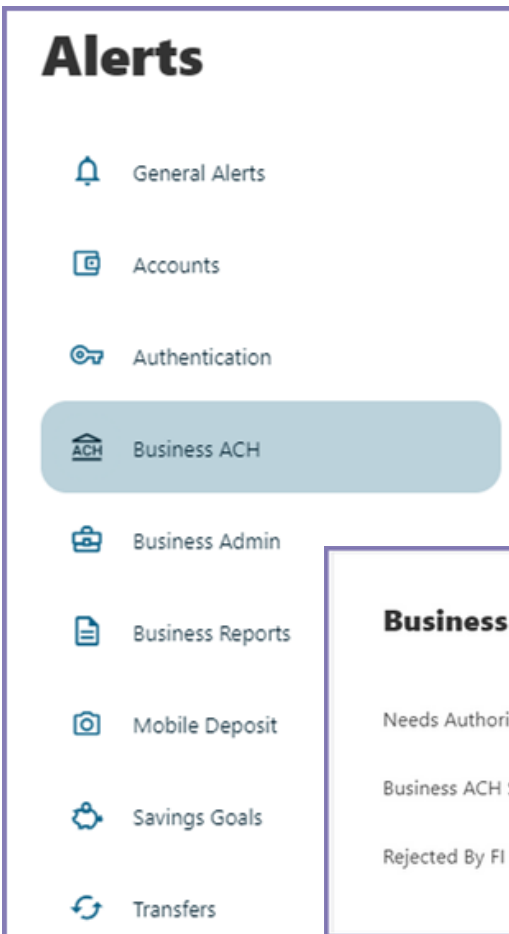 Alerts
General Alerts
Accounts
Authentication
ACH Business ACH
Business Admin
Business Reports
Mobile Deposit
Savings Goals
Transfers
Business
Needs
Business ACH
Rejected By FI